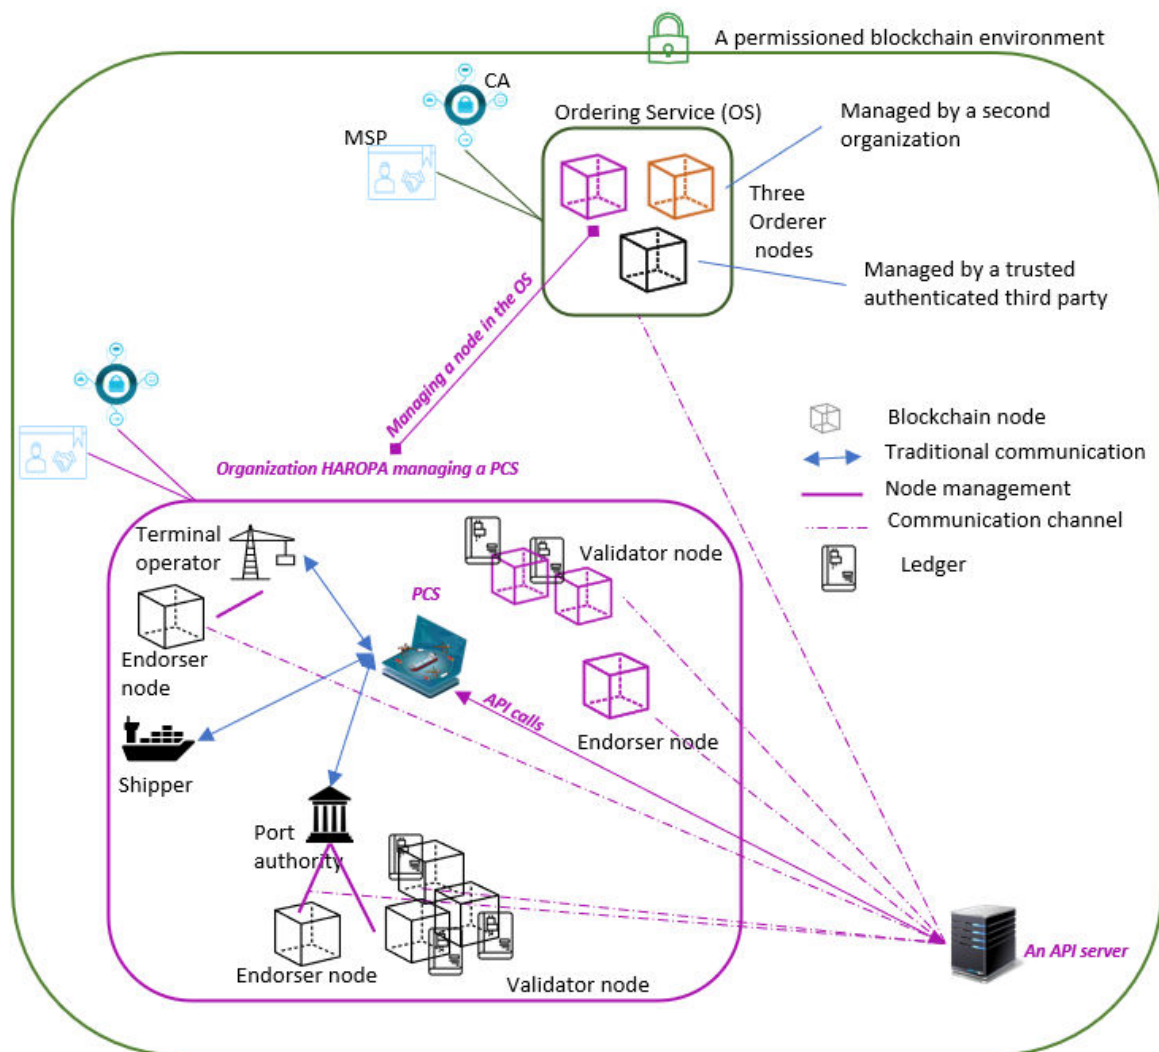 A permissioned blockchain environment
CA
MSP
Ordering Service (OS)
Managed by a second
organization
Three
Orderer
nodes
Managed by a trusted
authenticated third party
Managing a node in the OS
Organization HAROPA managing a PCS
Blockchain node
Traditional communication
Node management
Communication channel
Ledger
Terminal
operator
Validator node
PCS
Endorser
node
API calls
Endorser node
Shipper
Port
authority
An API server
Endorser node
Validator node